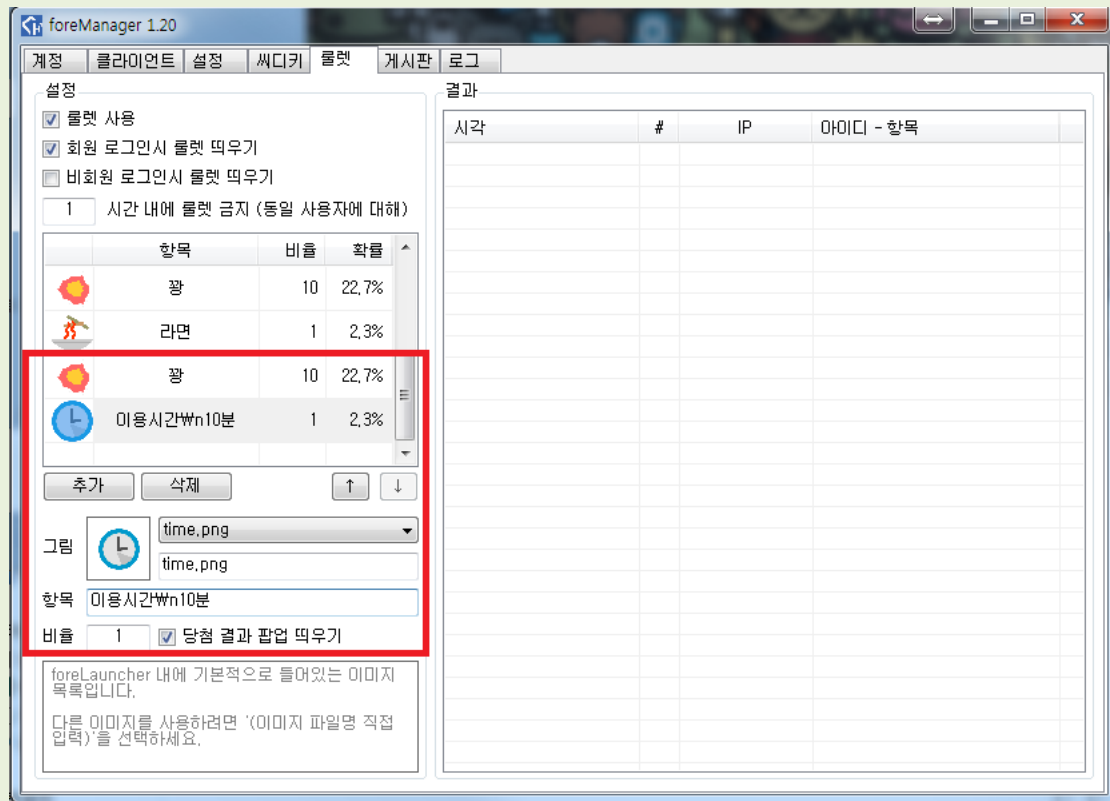 foreManager 1.20
계정 클라이언트 설정 씨디키 룰렛 게시판 로그
설정
룰렛 사용
회원 로그인시 룰렛 띄우기
비회원 로그인시 룰렛 띄우기
1 시간 내에 룰렛 금지 (동일 사용자에 대해)
항목 비율 확률
꽝 10 22,7%
라면 1 2,3%
꽝 10 22,7%
이용시간₩n10분 1 2,3%
추가 삭제 ↑ ↓
그림 time,png
time,png
항목 이용시간₩n10분
비율 1 당첨 결과 팝업 띄우기
foreLauncher 내에 기본적으로 들어있는 이미지
목록입니다,
다른 이미지를 사용하려면 '(이미지 파일명 직접
입력)'을 선택하세요,
결과
시각 # IP 아이디 - 항목